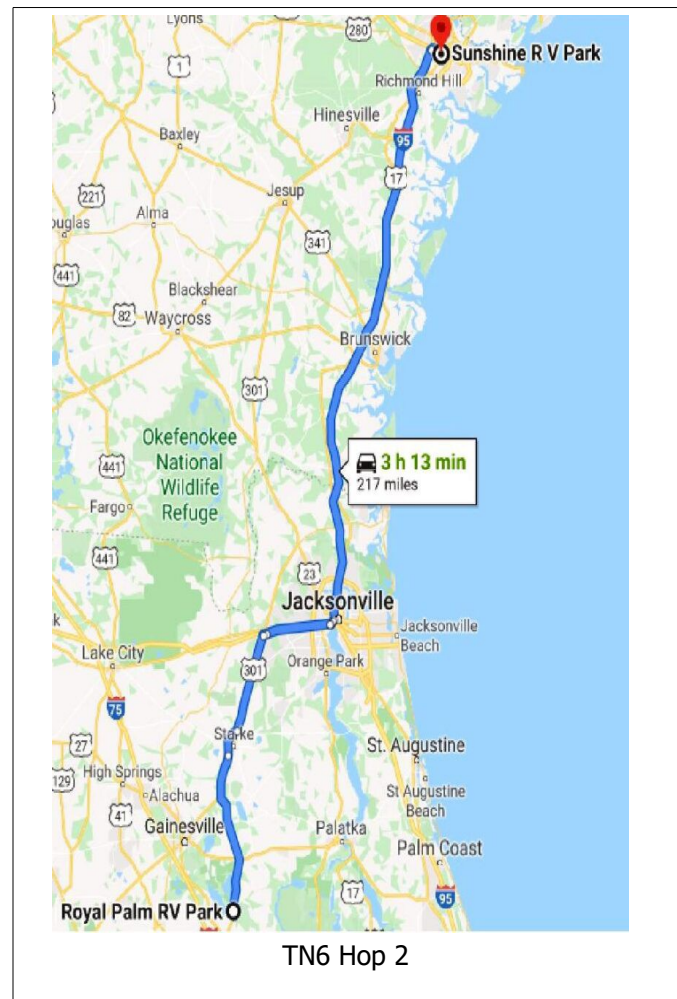 Lyons
280
Sunshine R V Park
1
Richmond Hill
Hinesville
Baxley
95
17
221
Jesup
Alma
ouglas
341
441
Blackshear
82
Waycross
Brunswick
301
Okefenokee
National
Wildlife
Refuge
3 h 13 min
217 miles
441
Fargo
441
23
Jacksonville
k
Jacksonville
Beach
Lake City
Orange Park
301
75
Starke
27
St. Augustine
129
High Springs
St Augustine
Beach
Alachua
41
Gainesville
Palatka
Palm Coast
17
95
Royal Palm RV Park
TN6 Hop 2